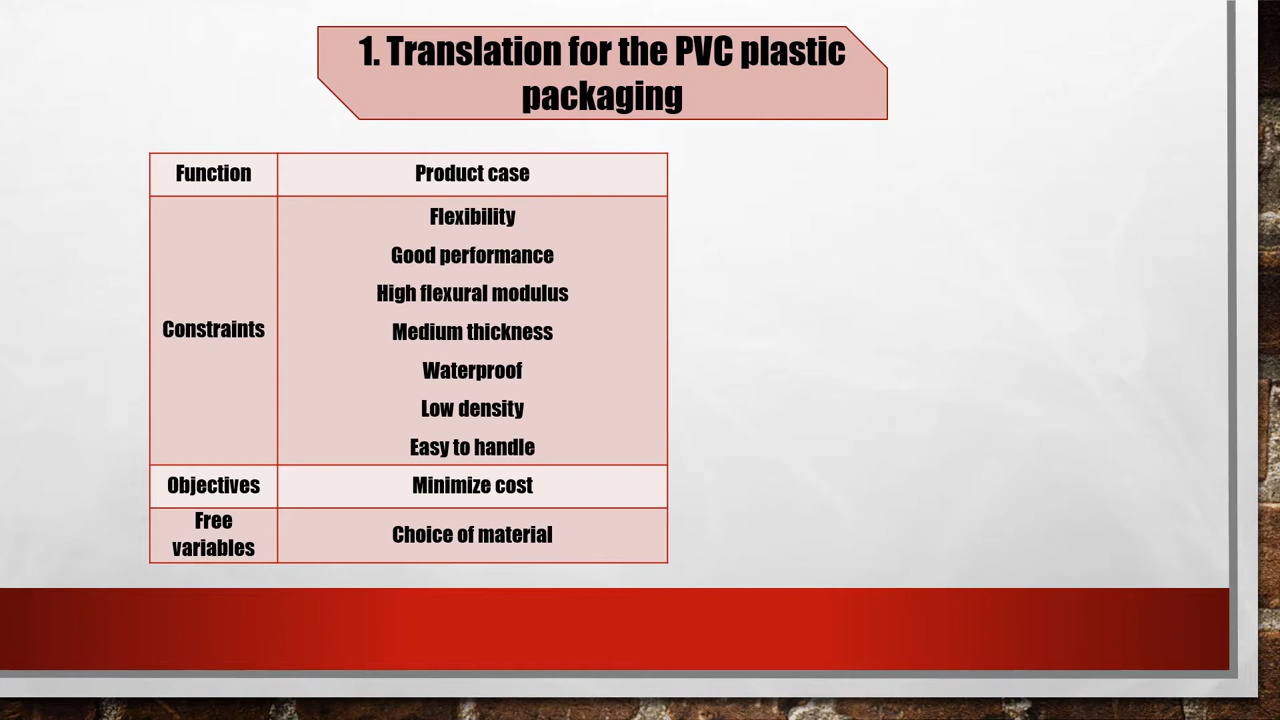 1. Translation for the PVC plastic
packaging
Function
Product case
Constraints
Flexibility
Good performance
High flexural modulus
Medium thickness
Waterproof
Low density
Easy to handle
Objectives
Minimize cost
Free
variables
Choice of material